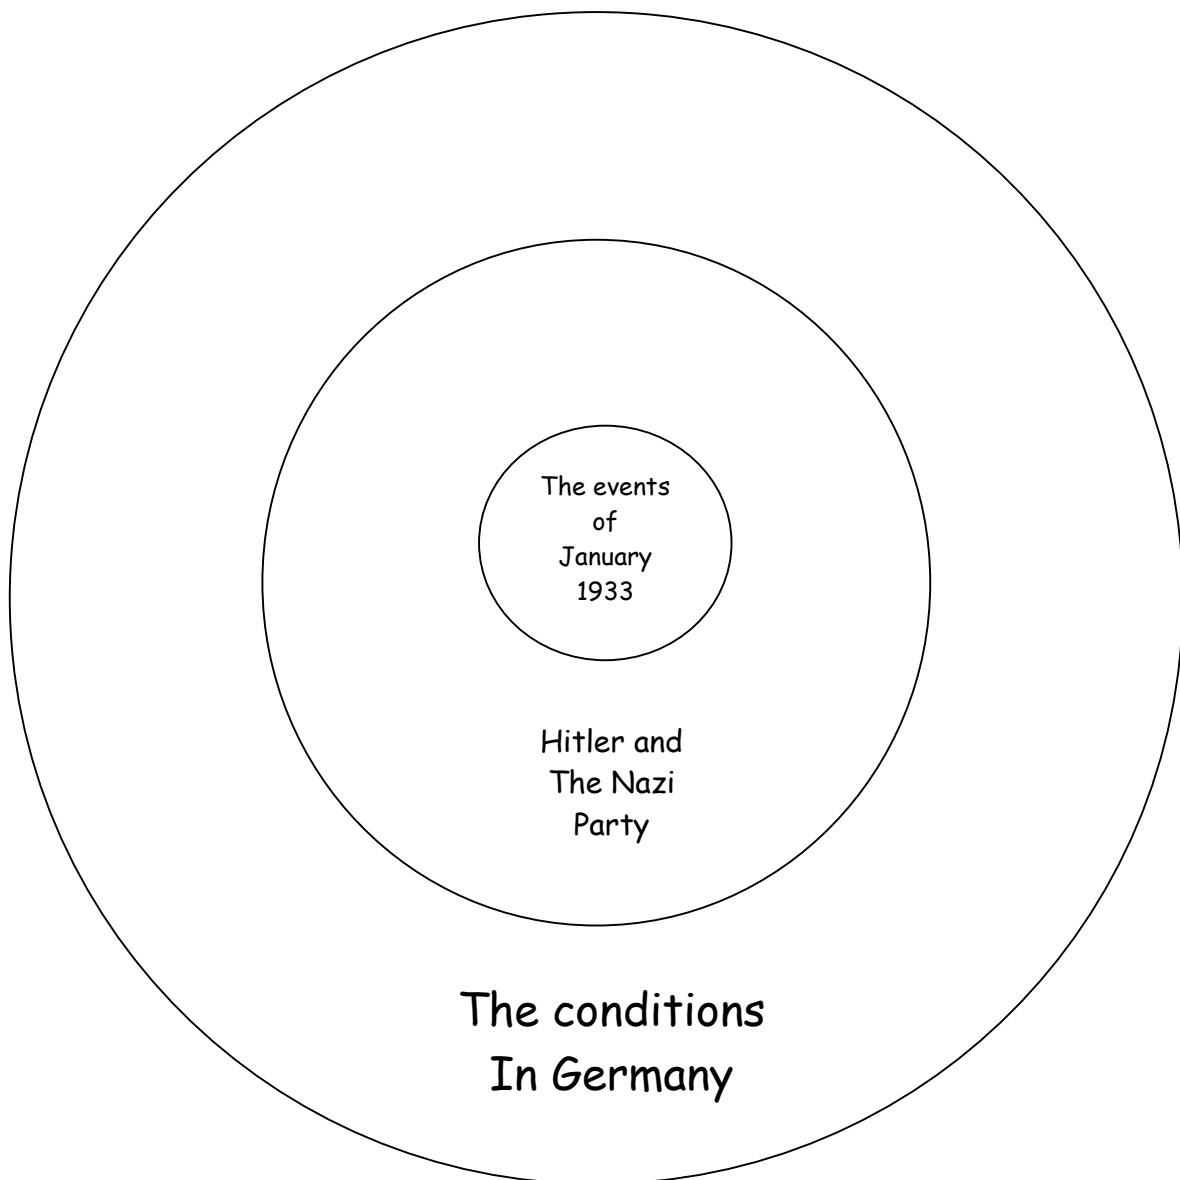 The events
of
January
1933
Hitler and
The Nazi
Party
The conditions
In Germany